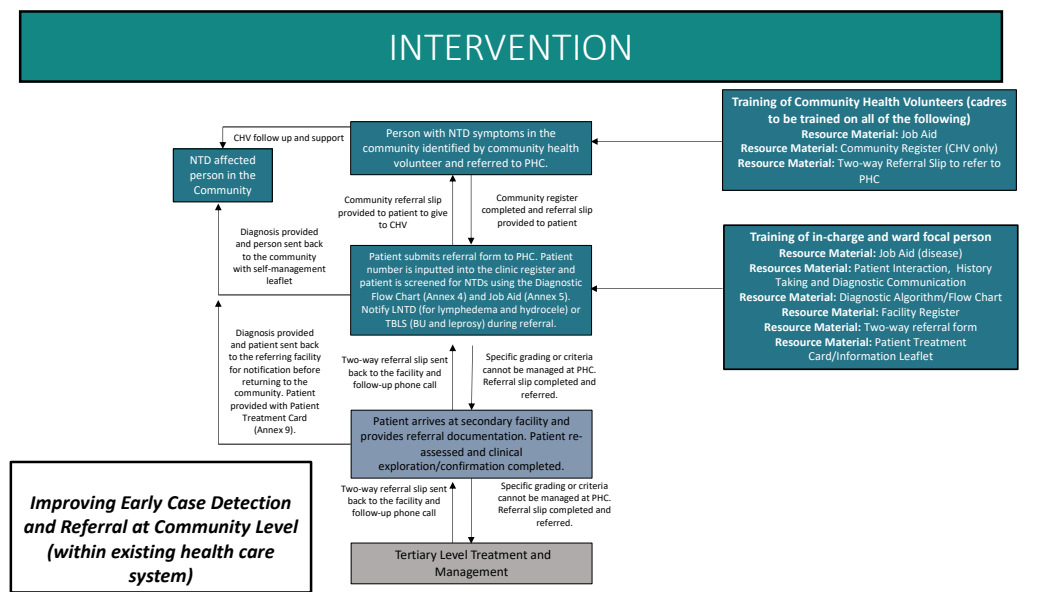 INTERVENTION
Training of Community Health Volunteers (cadres
to be trained on all of the following)
Resource Material: Job Aid
Resource Material: Community Register (CHV only)
Resource Material: Two-way Referral Slip to refer to
PHC
CHV follow up and support
Person with NTD symptoms in the
community identified by community health
volunteer and referred to PHC.
NTD affected
person in the
Community
Community referral slip
provided to patient to give
to CHV
Community register
completed and referral slip
provided to patient
Diagnosis provided
and person sent back
to the community
with self-management
leaflet
Patient submits referral form to PHC. Patient
number is inputted into the clinic register and
patient is screened for NTDs using the Diagnostic
Flow Chart (Annex 4) and Job Aid (Annex 5).
Notify LNTD (for lymphedema and hydrocele) or
TBLS (BU and leprosy) during referral.
Training of in-charge and ward focal person
Resource Material: Job Aid (disease)
Resources Material: Patient Interaction, History
Taking and Diagnostic Communication
Resource Material: Diagnostic Algorithm/Flow Chart
Resource Material: Facility Register
Resource Material: Two-way referral form
Resource Material: Patient Treatment
Card/Information Leaflet
Diagnosis provided
and patient sent back
to the referring facility
for notification before
returning to the
community. Patient
provided with Patient
Treatment Card
(Annex 9).
Two-way referral slip sent
back to the facility and
follow-up phone call
Specific grading or criteria
cannot be managed at PHC.
Referral slip completed and
referred.
Patient arrives at secondary facility and
provides referral documentation. Patient re-
assessed and clinical
exploration/confirmation completed.
Two-way referral slip sent
back to the facility and
follow-up phone call
Specific grading or criteria
cannot be managed at PHC.
Referral slip completed and
referred.
Tertiary Level Treatment and
Management
Improving Early Case Detection
and Referral at Community Level
(within existing health care
system)